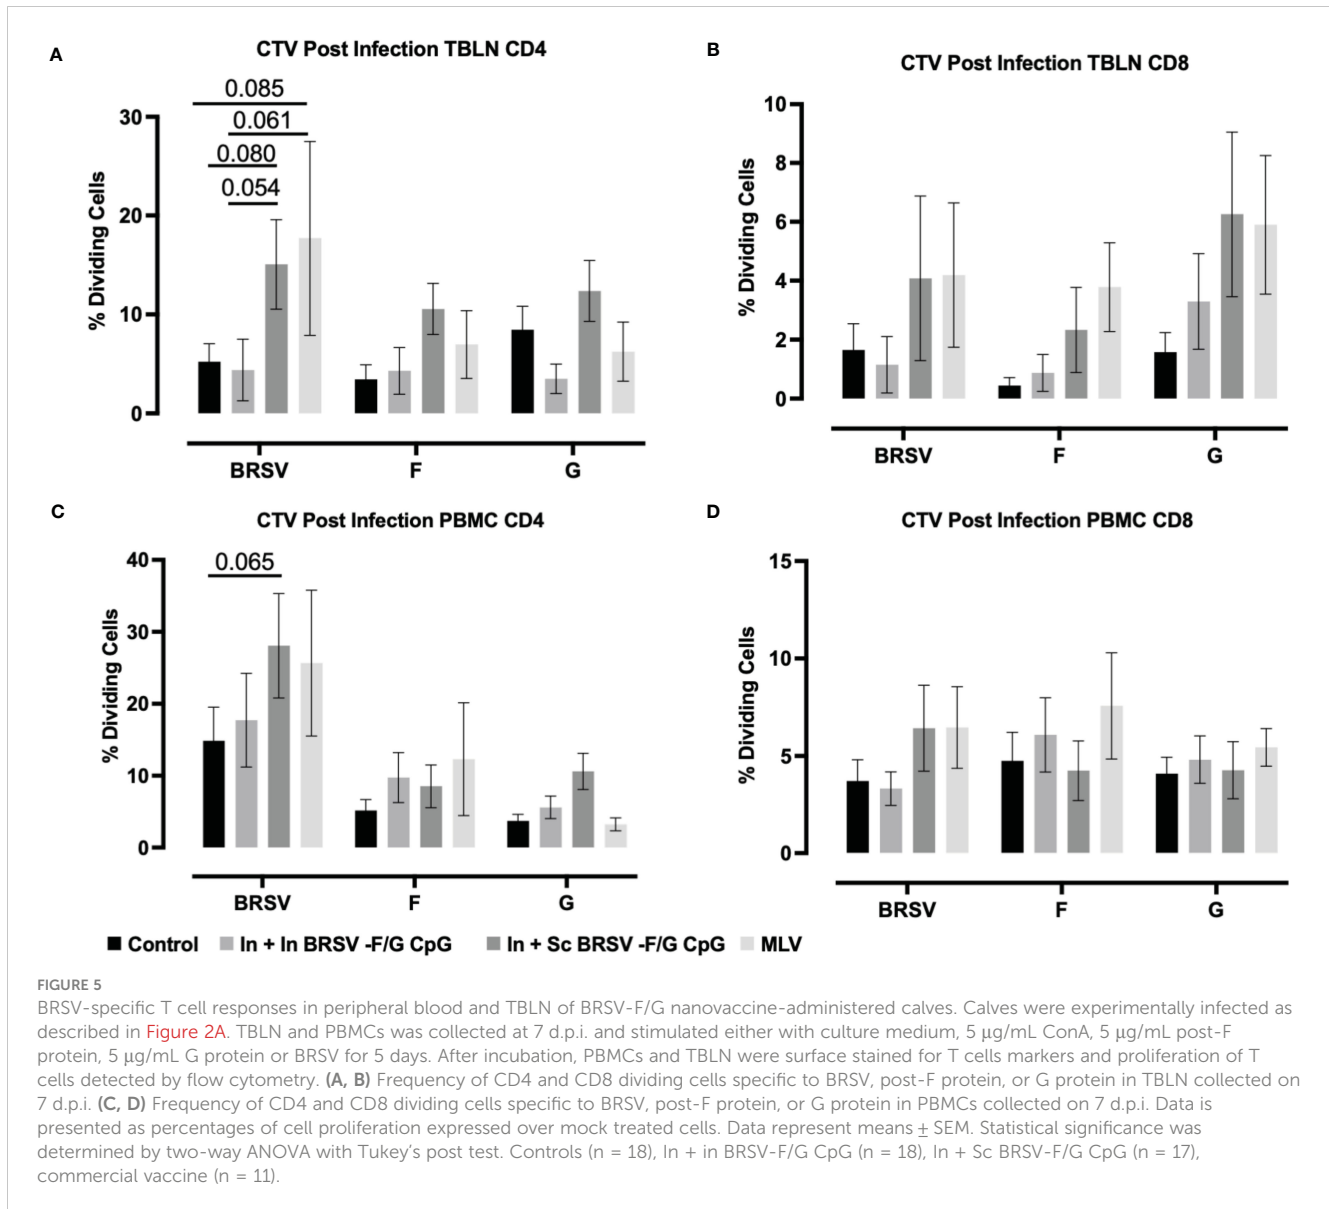 A
CTV Post Infection TBLN CD4
0.085
0.061
0.080
0.054
% Dividing Cells
30
20
10
0
BRSV
F
G
B
CTV Post Infection TBLN CD8
% Dividing Cells
10
8
6
4
2
0
BRSV
F
G
C
CTV Post Infection PBMC CD4
0.065
% Dividing Cells
40
30
20
10
0
BRSV
F
G
D
CTV Post Infection PBMC CD8
% Dividing Cells
15
10
5
0
BRSV
F
G
Control
In + In BRSV -F/G CpG
In + Sc BRSV -F/G CpG
MLV
FIGURE 5
BRSV-specific T cell responses in peripheral blood and TBLN of BRSV-F/G nanovaccine-administered calves. Calves were experimentally infected as
described in Figure 2A. TBLN and PBMCs was collected at 7 d.p.i. and stimulated either with culture medium, 5 μg/mL ConA, 5 μg/mL post-F
protein, 5 μg/mL G protein or BRSV for 5 days. After incubation, PBMCs and TBLN were surface stained for T cells markers and proliferation of T
cells detected by flow cytometry. (A, B) Frequency of CD4 and CD8 dividing cells specific to BRSV, post-F protein, or G protein in TBLN collected on
7 d.p.i. (C, D) Frequency of CD4 and CD8 dividing cells specific to BRSV, post-F protein, or G protein in PBMCs collected on 7 d.p.i. Data is
presented as percentages of cell proliferation expressed over mock treated cells. Data represent means ± SEM. Statistical significance was
determined by two-way ANOVA with Tukey's post test. Controls (n = 18), In + in BRSV-F/G CpG (n = 18), In + Sc BRSV-F/G CpG (n = 17),
commercial vaccine (n = 11).